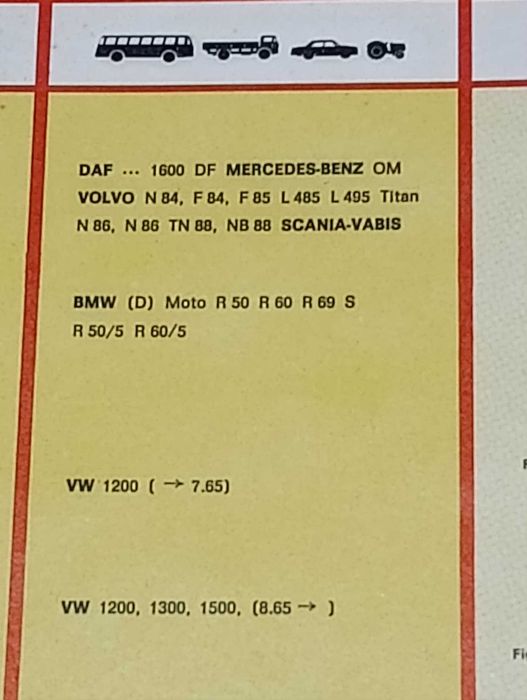 DAF ... 1600 DF MERCEDES-BENZ OM
VOLVO N 84, F 84, F 85 L 485 L 495 Titan
N 86, N 86 TN 88, NB 88 SCANIA-VABIS
BMW (D) Moto R 50 R 60 R 69 S
R 50/5 R 60/5
VW 1200 ( → 7.65)
VW 1200, 1300, 1500, (8.65 → )